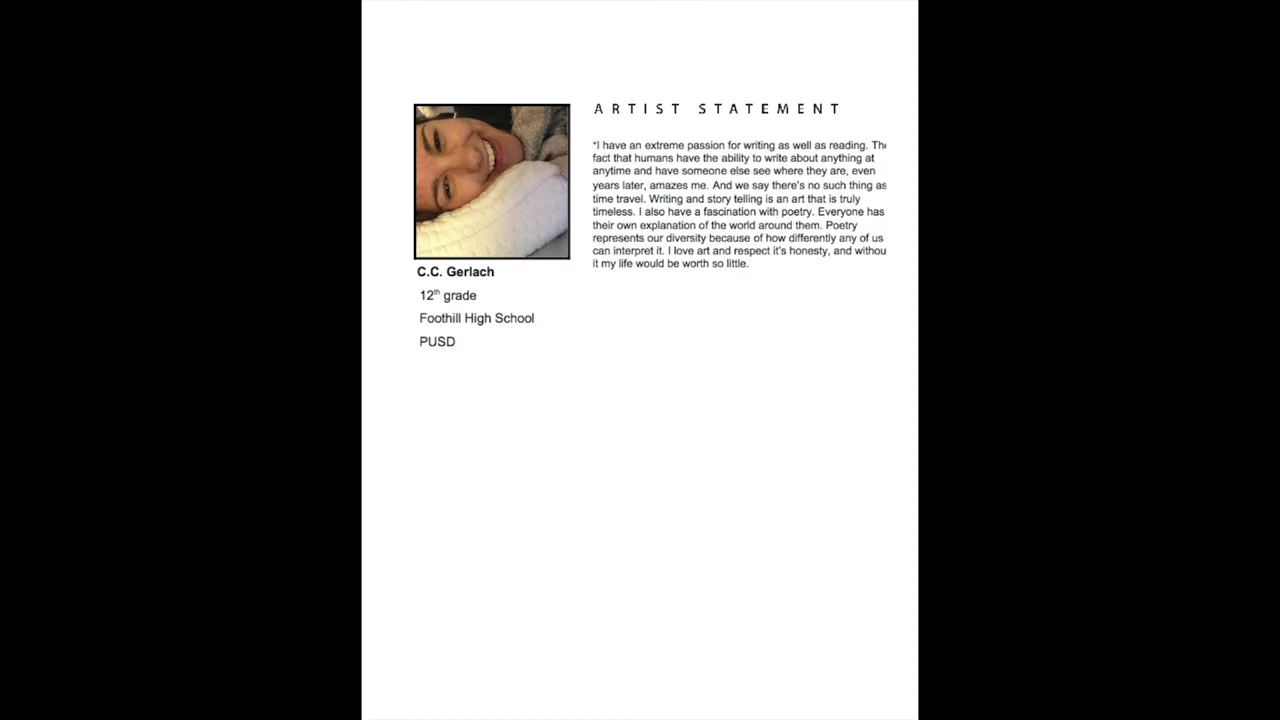 ARTIST STATEMENT
*I have an extreme passion for writing as well as reading. The
fact that humans have the ability to write about anything at
anytime and have someone else see where they are, even
years later, amazes me. And we say there's no such thing as
time travel. Writing and story telling is an art that is truly
timeless. I also have a fascination with poetry. Everyone has
their own explanation of the world around them. Poetry
represents our diversity because of how differently any of us
can interpret it. I love art and respect it's honesty, and withou
it my life would be worth so little.
C.C. Gerlach
12th grade
Foothill High School
PUSD